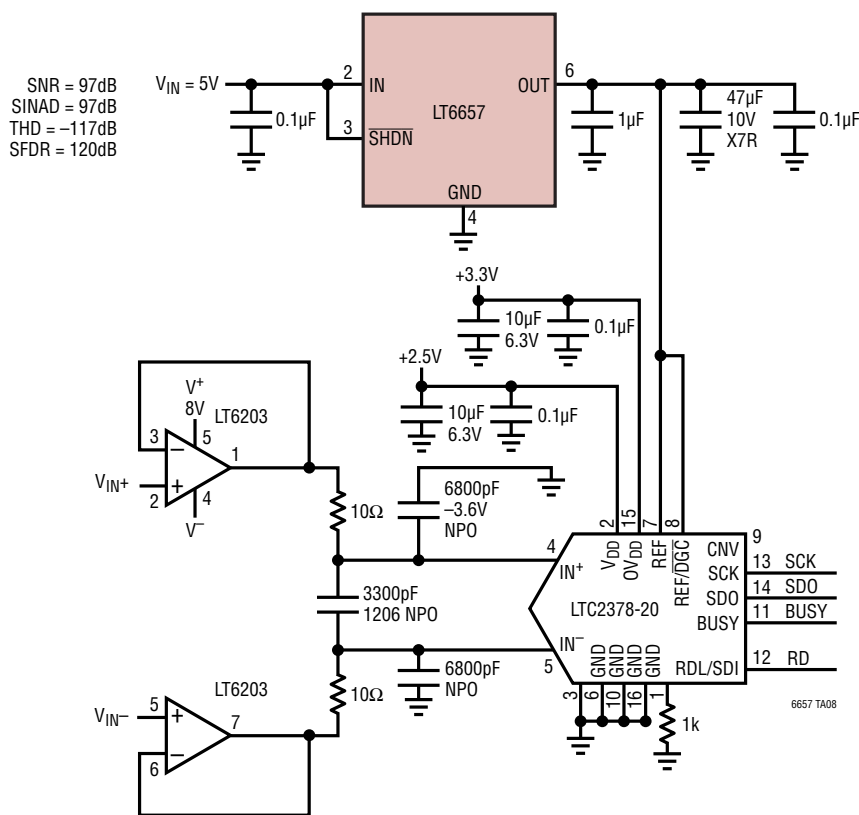 SNR = 97dB
SINAD = 97dB
THD = –117dB
SFDR = 120dB
VIN = 5V
0.1µF
2
IN
3
SHDN
LT6657
OUT
6
GND
4
1µF
47µF
10V
X7R
0.1µF
+3.3V
10µF
6.3V
0.1µF
+2.5V
10µF
6.3V
0.1µF
V+
8V
LT6203
3
–
5
1
VIN+
+
2
4
V–
10Ω
6800pF
–3.6V
NPO
3300pF
1206 NPO
6800pF
NPO
10Ω
LT6203
VIN–
5
+
7
–
6
4
IN+
IN–
5
LTC2378-20
2
15
7
8
VDD
OVDD
REF
REF/DGC
9
CNV
13
SCK
SCK
14
SDO
SDO
11
BUSY
BUSY
12
RDL/SDI
RD
GND
GND
GND
GND
3
6
10
16
1
1k
6657 TA08